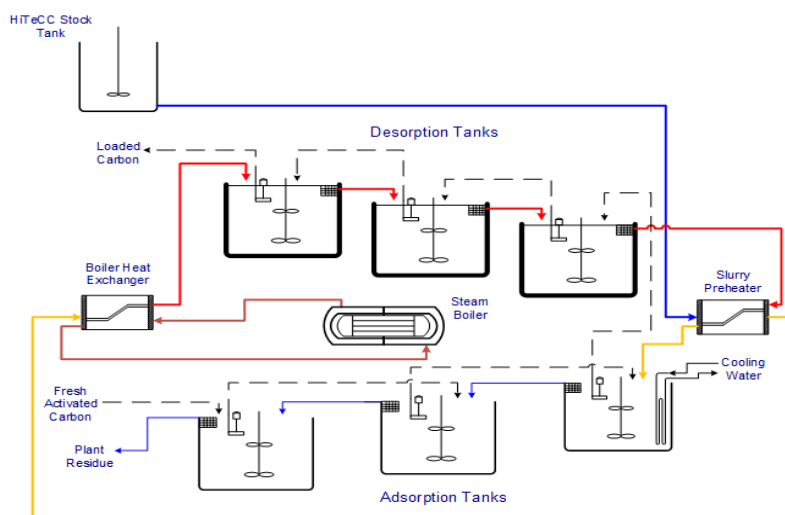 HiTeCC Stock
Tank
Desorption Tanks
Loaded
Carbon
Boiler Heat
Exchanger
Steam
Boiler
Slurry
Preheater
Cooling
Water
Fresh
Activated
Carbon
Plant
Residue
Adsorption Tanks